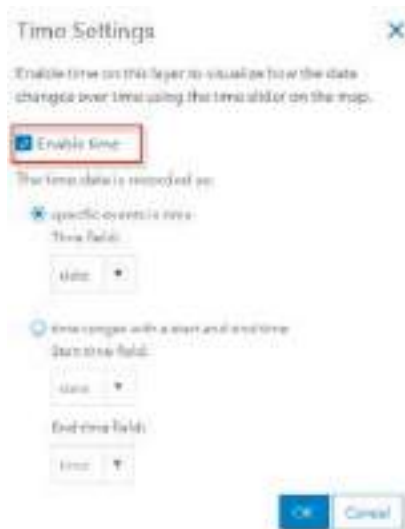 Time Settings
Enable time on this layer to visualize how the data
changes over time using the time slider on the map.
Enable time
The time data is recorded as:
specific events in time
Time field:
date
time ranges with a start and end time
Start time field:
date
End time field:
time
OK
Cancel